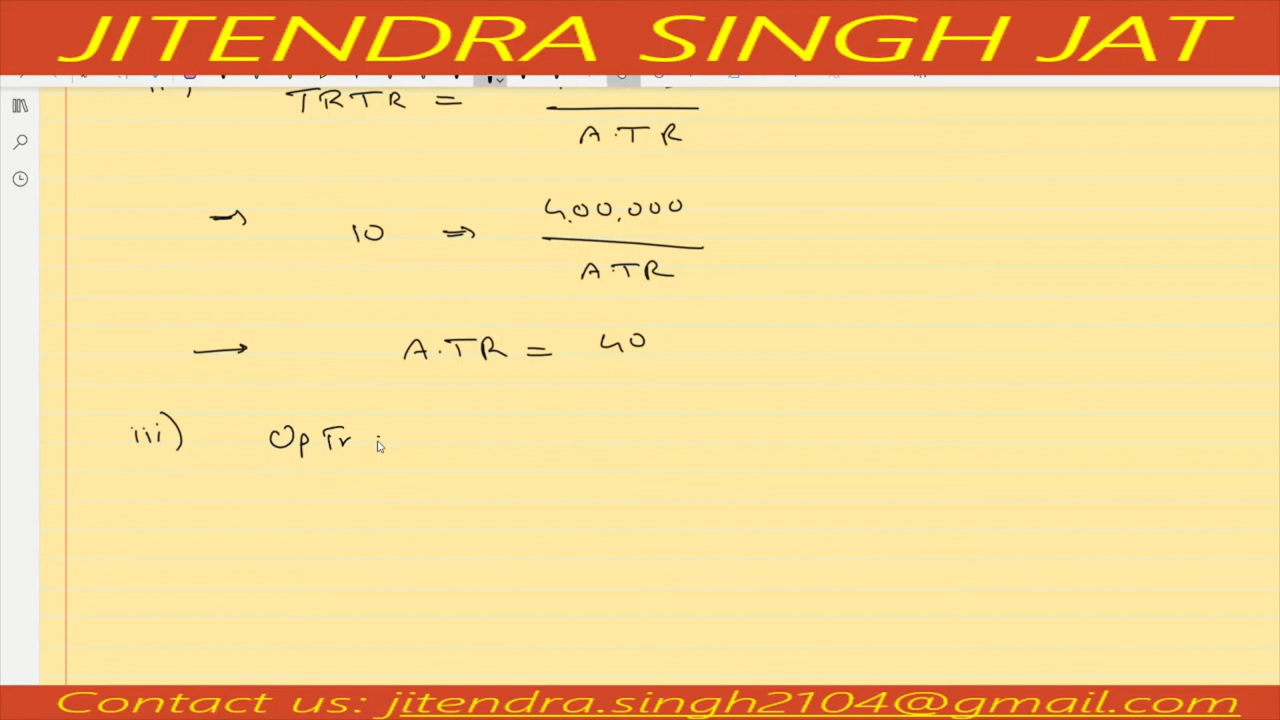 JITENDRA SINGH JAT
TRTR =
A.TR
⇒ 10 ⇒ 4,00,000
A.TR
→ A.TR = 40
iii) Op Tr
Contact us: jitendra.singh2104@gmail.com